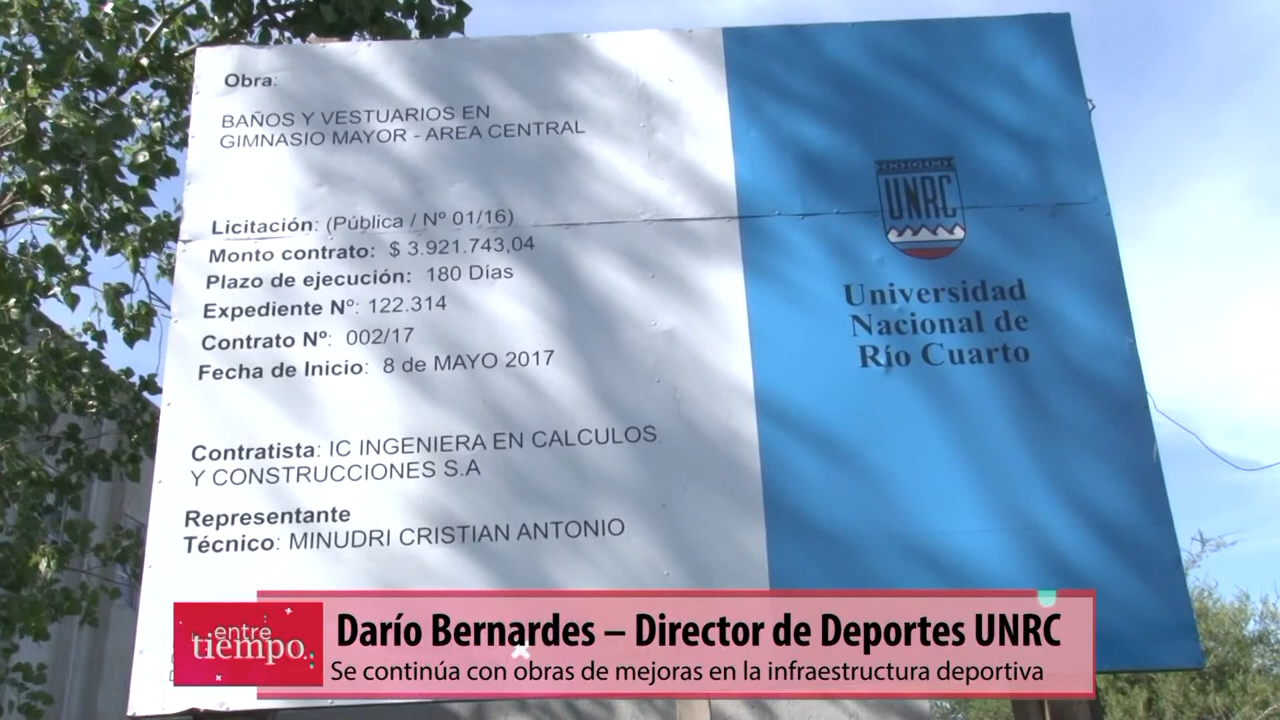 Obra:
BAÑOS Y VESTUARIOS EN
GIMNASIO MAYOR - AREA CENTRAL
Licitación: (Pública / Nº 01/16)
Monto contrato: $ 3.921.743,04
Plazo de ejecución: 180 Días
Expediente Nº: 122.314
Contrato Nº: 002/17
Fecha de Inicio: 8 de MAYO 2017
Contratista: IC INGENIERA EN CALCULOS
Y CONSTRUCCIONES S.A
Representante
Técnico: MINUDRI CRISTIAN ANTONIO
UNRC
Universidad
Nacional de
Río Cuarto
entre
tiempo
Darío Bernardes – Director de Deportes UNRC
Se continúa con obras de mejoras en la infraestructura deportiva